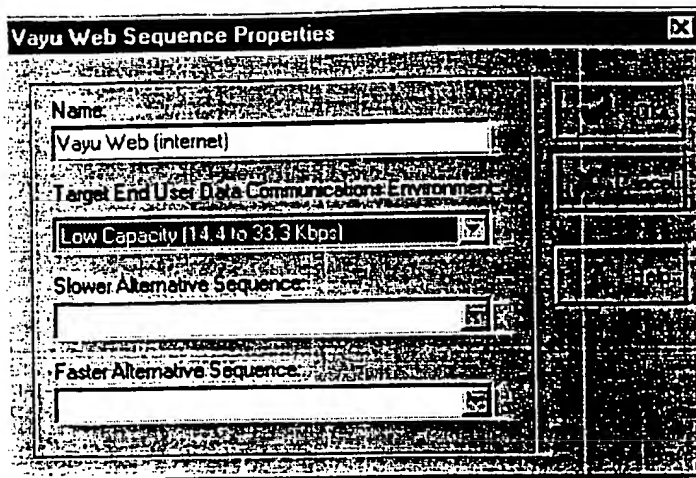 Vayu Web Sequence Properties
Name:
Vayu Web (internet)
Target End User Data Communications Environment:
Low Capacity (14.4 to 33.3 Kbps)
Slower Alternative Sequence:
Faster Alternative Sequence: